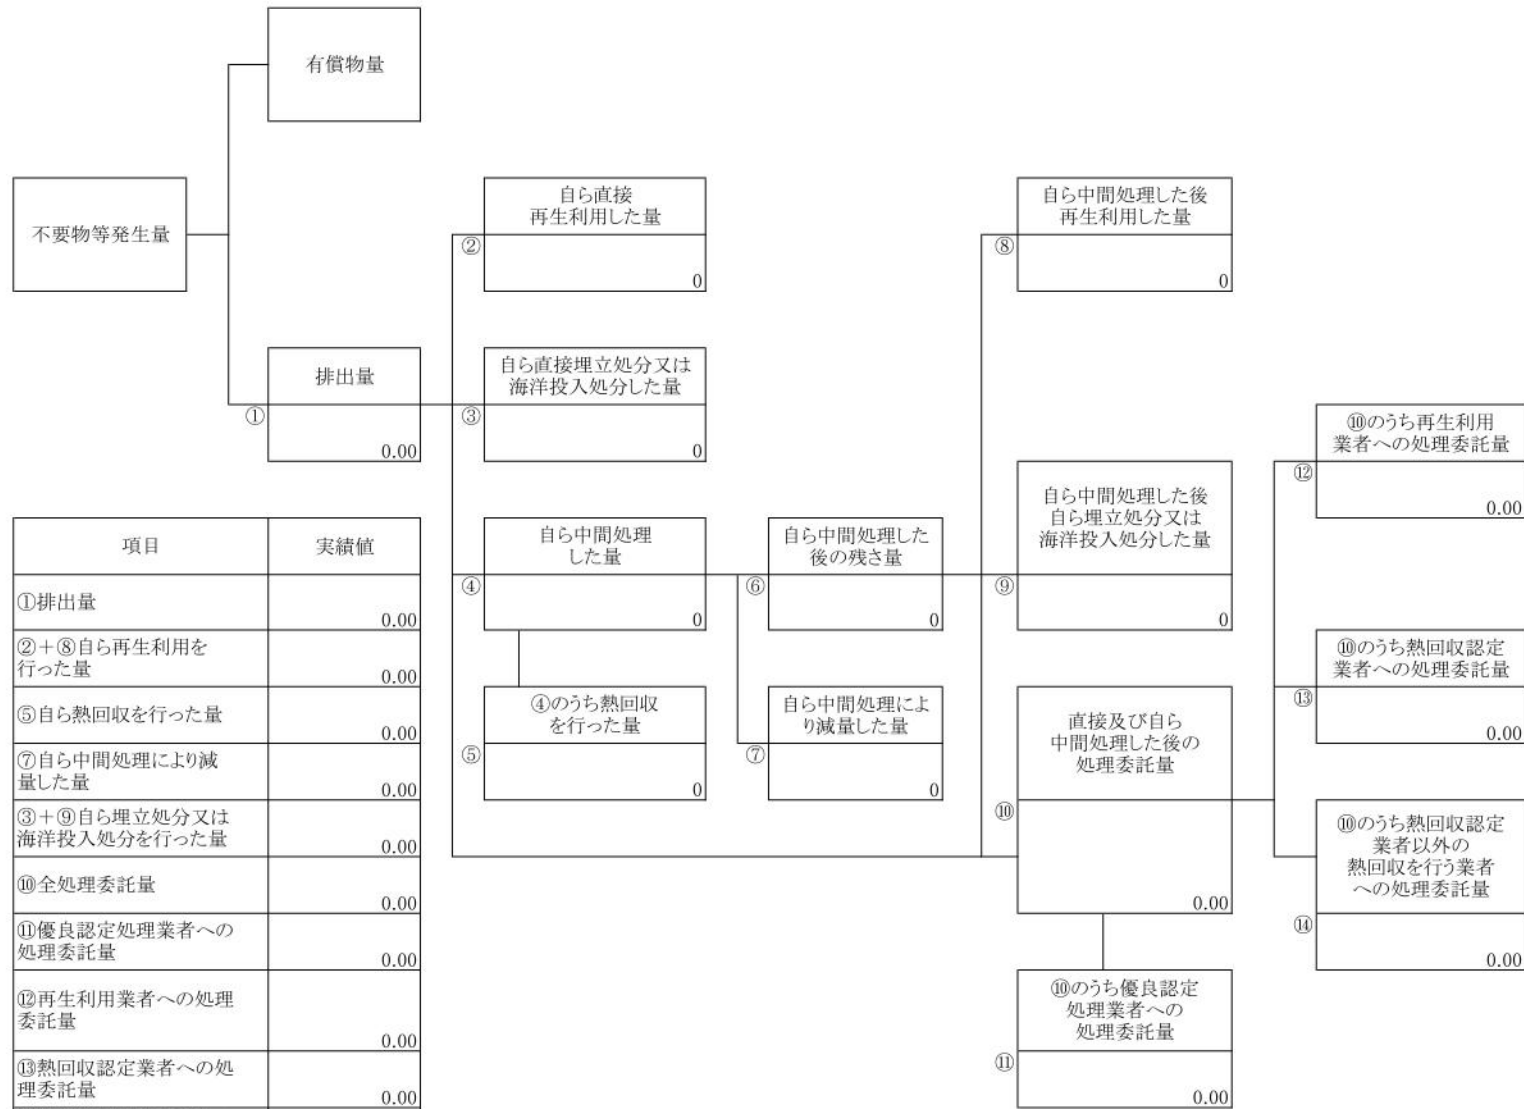 有償物量
不要物等発生量
自ら直接
再生利用した量
②
0
自ら中間処理した後
再生利用した量
⑧
0
排出量
①
0.00
自ら直接埋立処分又は
海洋投入処分した量
③
0
⑩のうち再生利用
業者への処理委託量
⑫
0.00
自ら中間処理した後
自ら埋立処分又は
海洋投入処分した量
⑨
0
自ら中間処理
した量
④
0
自ら中間処理した
後の残さ量
⑥
0
⑩のうち熱回収認定
業者への処理委託量
⑬
0.00
④のうち熱回収
を行った量
⑤
0
自ら中間処理によ
り減量した量
⑦
0
直接及び自ら
中間処理した後の
処理委託量
⑩
0.00
⑩のうち熱回収認定
業者以外の
熱回収を行う業者
への処理委託量
⑭
0.00
⑩のうち優良認定
処理業者への
処理委託量
⑪
0.00
項目 実績値
①排出量
0.00
②＋⑧自ら再生利用を
行った量
0.00
⑤自ら熱回収を行った量
0.00
⑦自ら中間処理により減
量した量
0.00
③＋⑨自ら埋立処分又は
海洋投入処分を行った量
0.00
⑩全処理委託量
0.00
⑪優良認定処理業者への
処理委託量
0.00
⑫再生利用業者への処理
委託量
0.00
⑬熱回収認定業者への処
理委託量
0.00